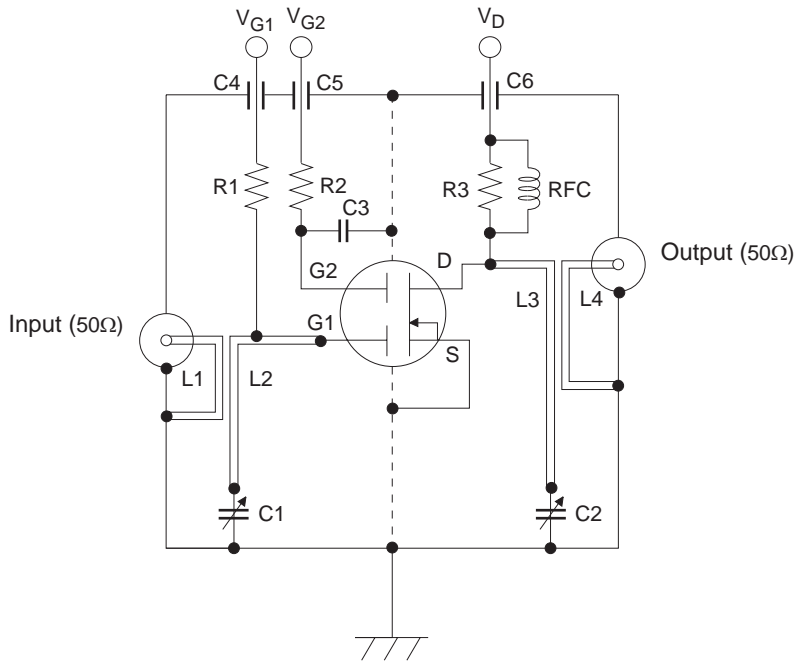 VG1
VG2
VD
C4
C5
C6
R1
R2
R3
RFC
C3
G2
D
Output (50Ω)
L3
L4
Input (50Ω)
G1
S
L1
L2
C1
C2